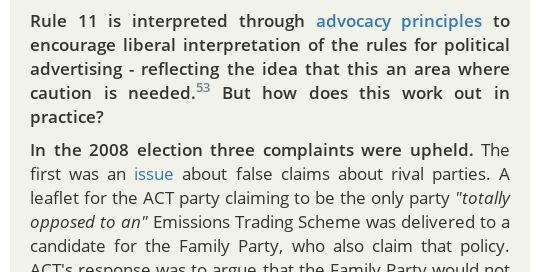 Rule 11 is interpreted through advocacy principles to
encourage liberal interpretation of the rules for political
advertising - reflecting the idea that this an area where
caution is needed.53 But how does this work out in
practice?
In the 2008 election three complaints were upheld. The
first was an issue about false claims about rival parties. A
leaflet for the ACT party claiming to be the only party "totally
opposed to an" Emissions Trading Scheme was delivered to a
candidate for the Family Party, who also claim that policy.
ACT's response was to argue that the Family Party would not